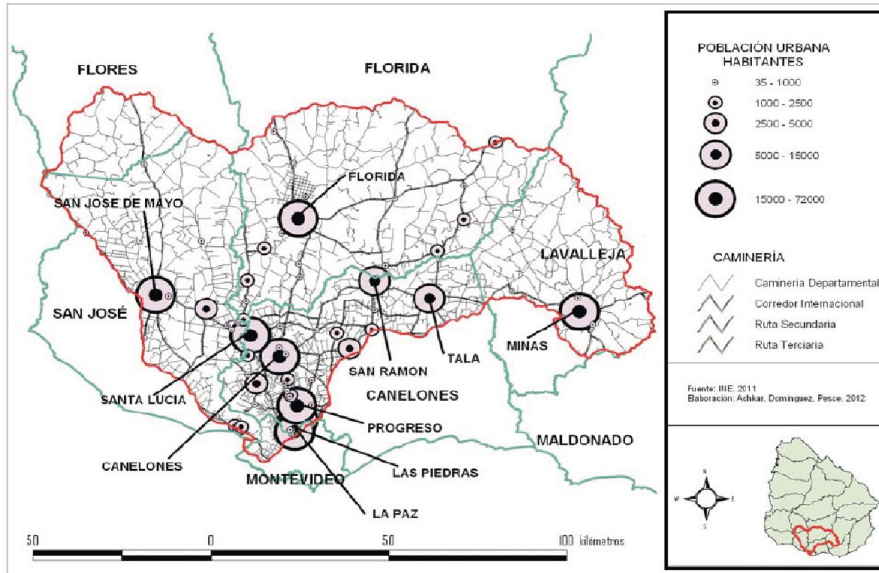 FLORES
FLORIDA
FLORIDA
SAN JOSE DE MAYO
LAVALLEJA
SAN JOSÉ
MINAS
TALA
SAN RAMON
SANTA LUCIA
CANELONES
PROGRESO
MALDONADO
CANELONES
LAS PIEDRAS
MONTEVIDEO
LA PAZ
50
0
50
100 kilómetros
POBLACIÓN URBANA
HABITANTES
35 - 1000
1000 - 2500
2500 - 5000
5000 - 15000
15000 - 72000
CAMINERÍA
Caminería Departamental
Corredor Internacional
Ruta Secundaria
Ruta Terciaria
Fuente: INE, 2011
Elaboración: Achkar, Domínguez, Pesce, 2012
N
W
E
S